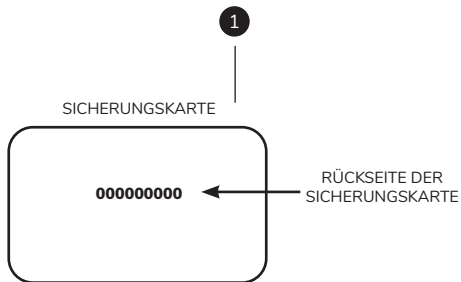 1
SICHERUNGSKARTE
000000000
RÜCKSEITE DER
SICHERUNGSKARTE